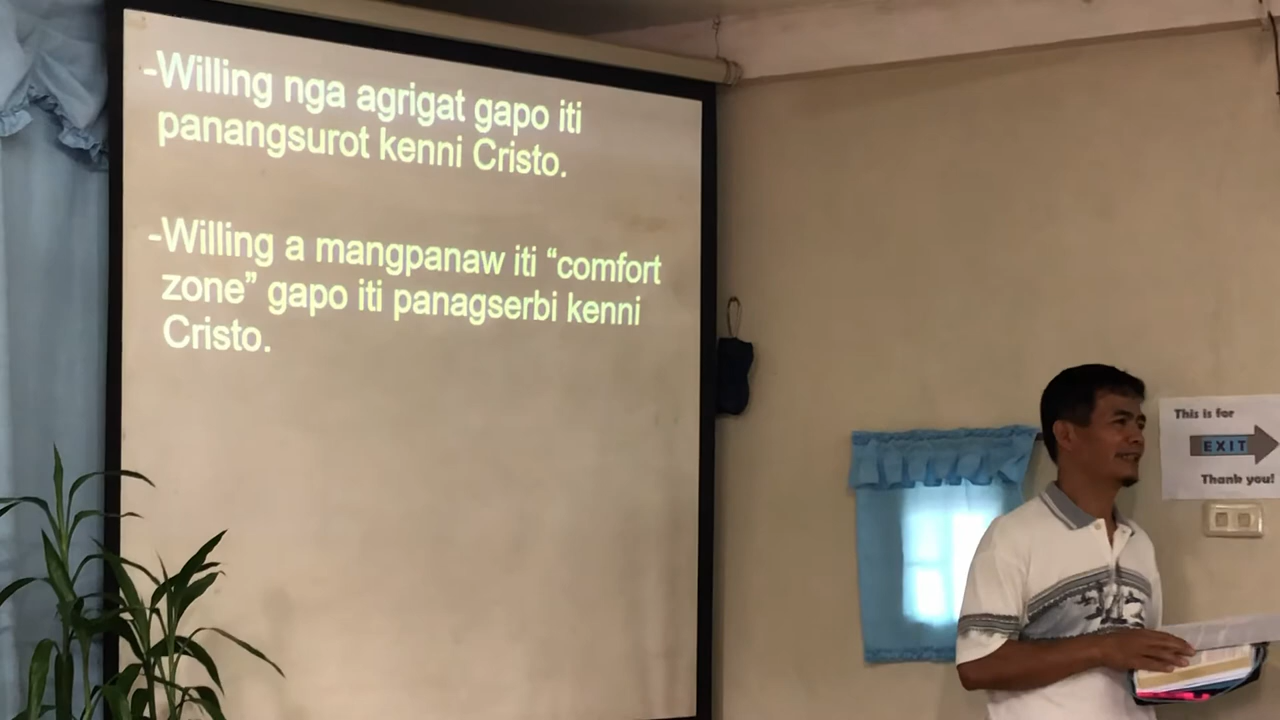 -Willing nga agrigat gapo iti
panangsurot kenni Cristo.
-Willing a mangpanaw iti “comfort
zone” gapo iti panagserbi kenni
Cristo.
This is for
EXIT
Thank you!